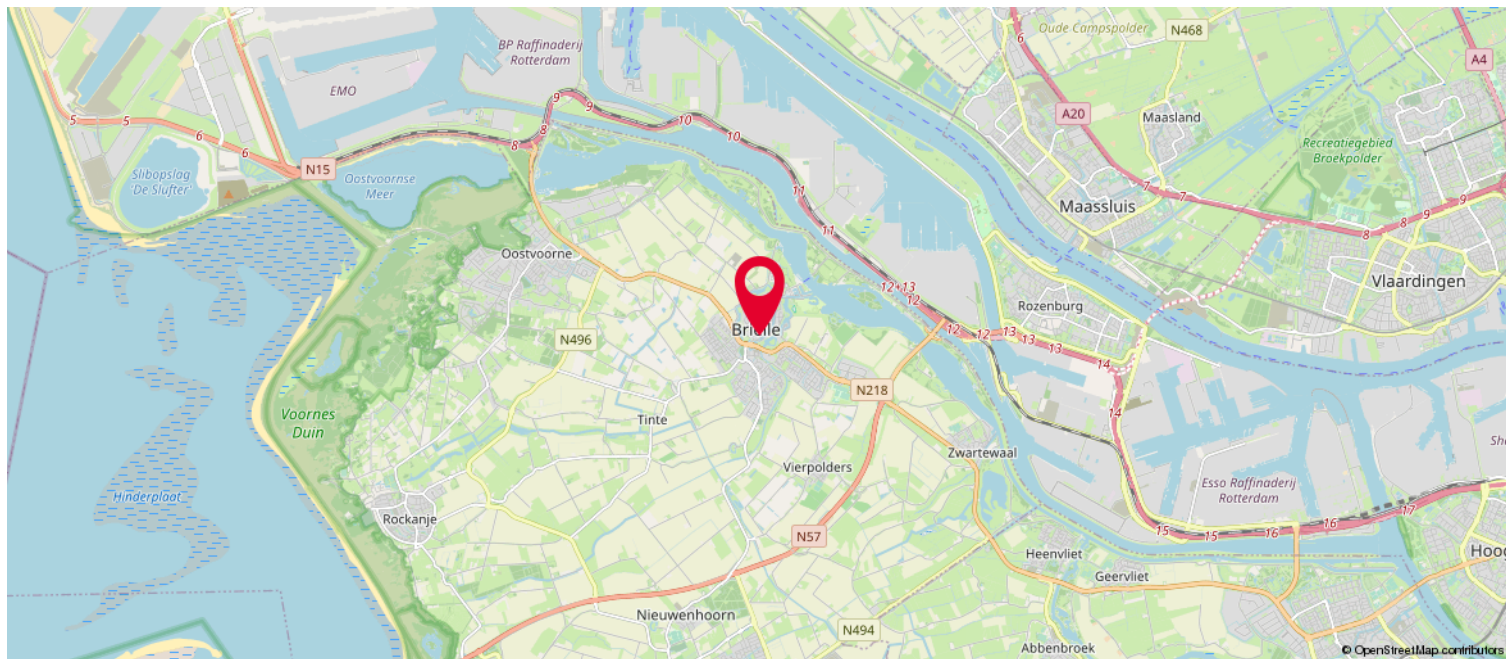 BP Raffinaderij
Rotterdam
Oude Campspolder
N468
6
A4
EMO
5
5
6
6
9
9
8
8
10
10
A20
Maasland
Recreatiegebied
Broekpolder
Slibopslag
'De Slufter'
N15
Oostvoornse
Meer
11
11
7
7
8
8
9
9
Maassluis
Oostvoorne
12
13
12
12
12
13
13
13
14
14
Rozenburg
Vlaardingen
Brielle
N496
N218
Voornes
Duin
Tinte
Vierpolders
Zwartewaal
Hinderplaat
Rockanje
Esso Raffinaderij
Rotterdam
15
15
16
16
17
N57
Heenvliet
Geervliet
Nieuwenhoorn
N494
Abbenbroek
Hoo
© OpenStreetMap contributors